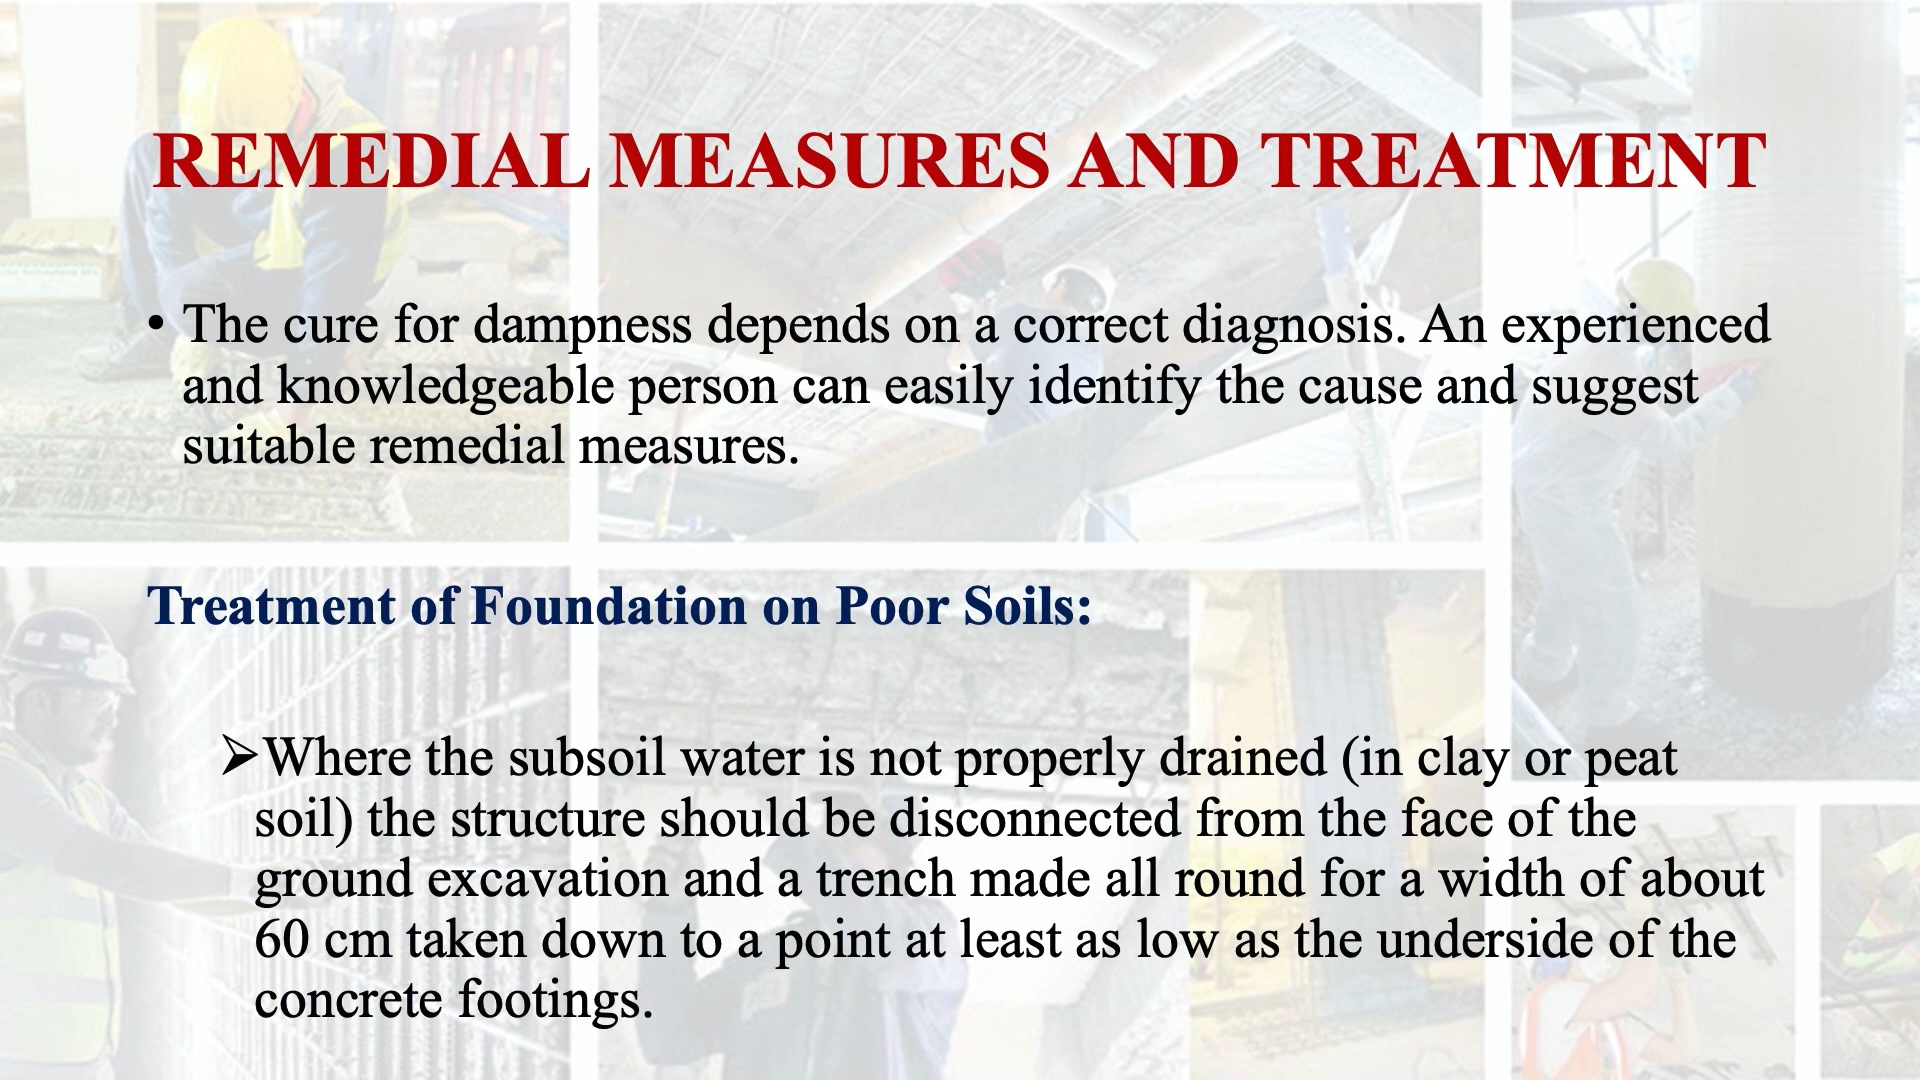 REMEDIAL MEASURES AND TREATMENT
• The cure for dampness depends on a correct diagnosis. An experienced
and knowledgeable person can easily identify the cause and suggest
suitable remedial measures.
Treatment of Foundation on Poor Soils:
➢Where the subsoil water is not properly drained (in clay or peat
soil) the structure should be disconnected from the face of the
ground excavation and a trench made all round for a width of about
60 cm taken down to a point at least as low as the underside of the
concrete footings.